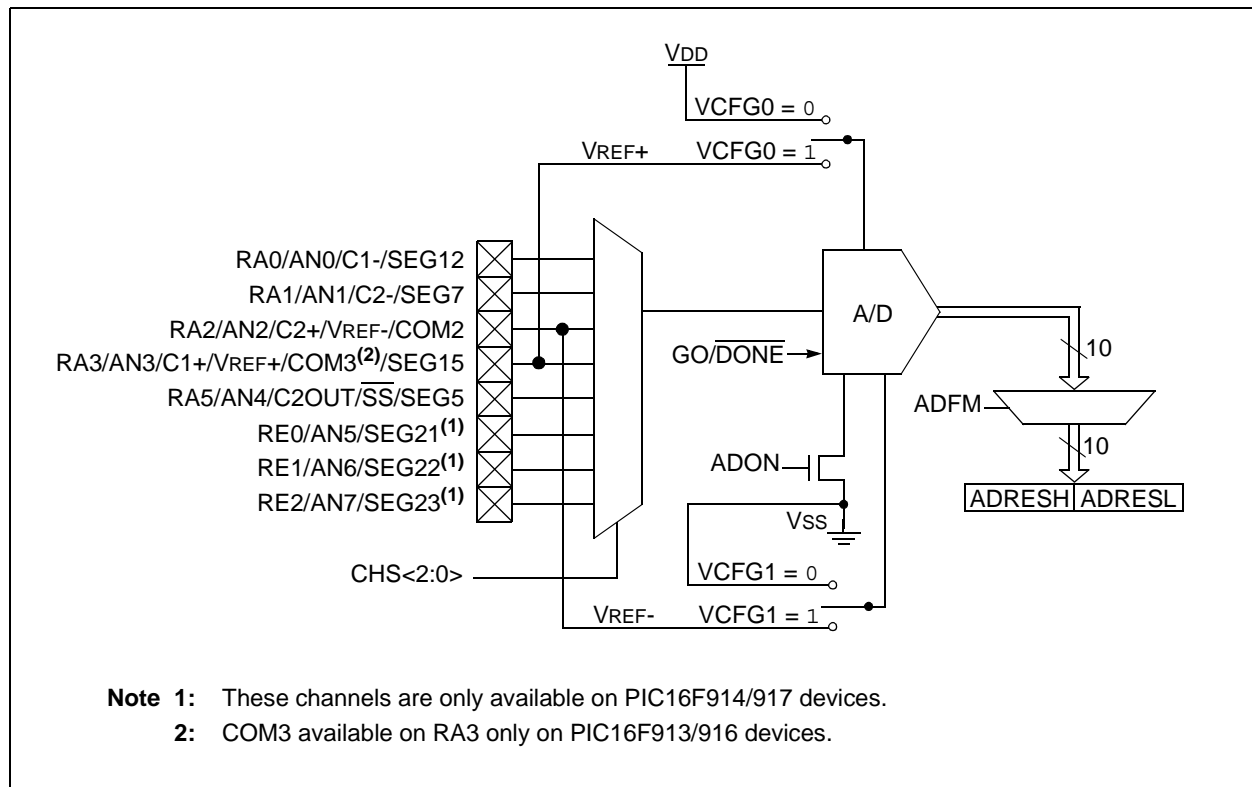 VDD
VCFG0 = 0
VREF+ VCFG0 = 1
RA0/AN0/C1-/SEG12
RA1/AN1/C2-/SEG7
RA2/AN2/C2+/VREF-/COM2
RA3/AN3/C1+/VREF+/COM3(2)/SEG15
RA5/AN4/C2OUT/SS/SEG5
RE0/AN5/SEG21(1)
RE1/AN6/SEG22(1)
RE2/AN7/SEG23(1)
CHS<2:0>
A/D
GO/DONE
10
ADFM
10
ADON
ADRESH ADRESL
VSS
VCFG1 = 0
VREF- VCFG1 = 1
Note 1: These channels are only available on PIC16F914/917 devices.
2: COM3 available on RA3 only on PIC16F913/916 devices.